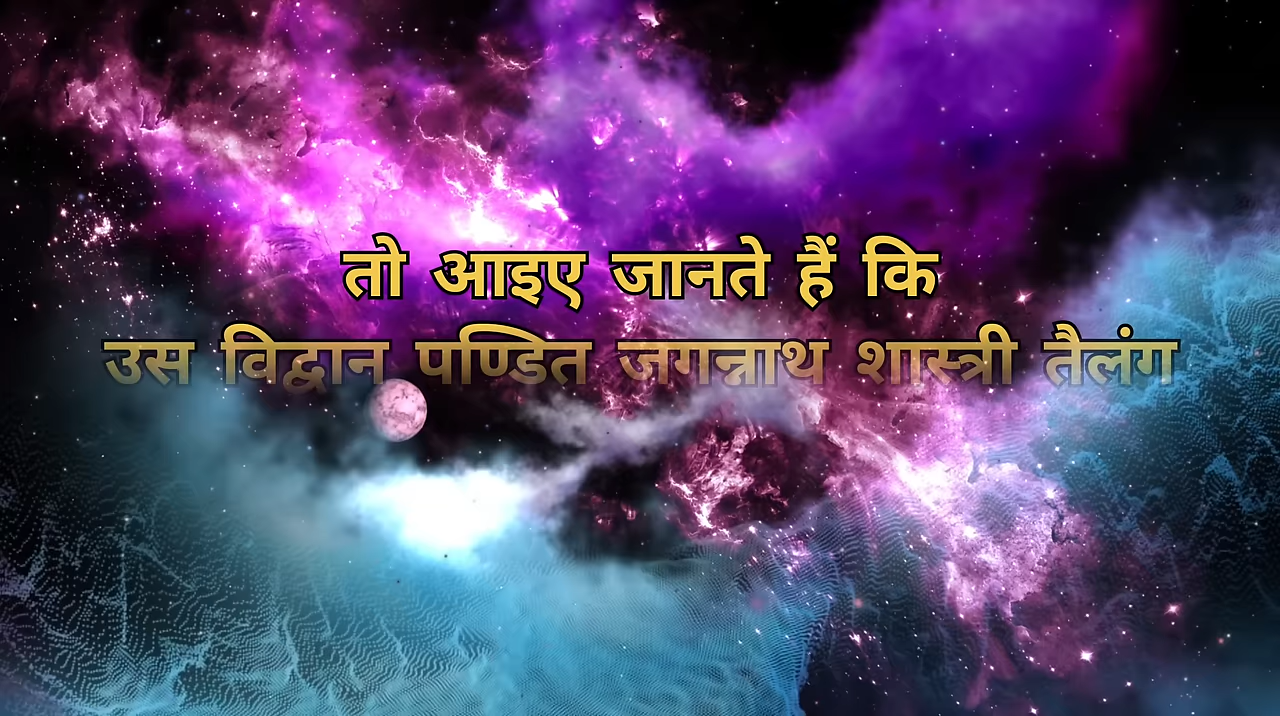 तो आइए जानते हैं कि
उस विद्वान पण्डित जगन्नाथ शास्त्री तैलंग